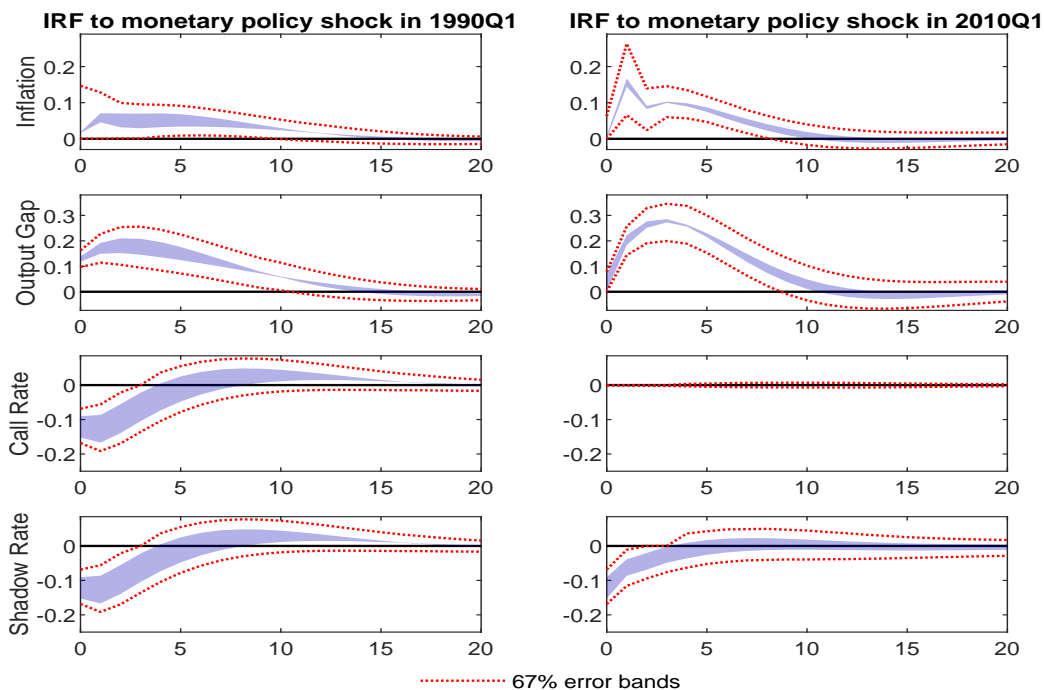 IRF to monetary policy shock in 1990Q1
Inflation
0.2
0.1
0
0 5 10 15 20
Output Gap
0.3
0.2
0.1
0
0 5 10 15 20
Call Rate
0
-0.1
-0.2
0 5 10 15 20
Shadow Rate
0
-0.1
-0.2
0 5 10 15 20
IRF to monetary policy shock in 2010Q1
0.2
0.1
0
0 5 10 15 20
0.3
0.2
0.1
0
0 5 10 15 20
0
-0.1
-0.2
0 5 10 15 20
0
-0.1
-0.2
0 5 10 15 20
67% error bands